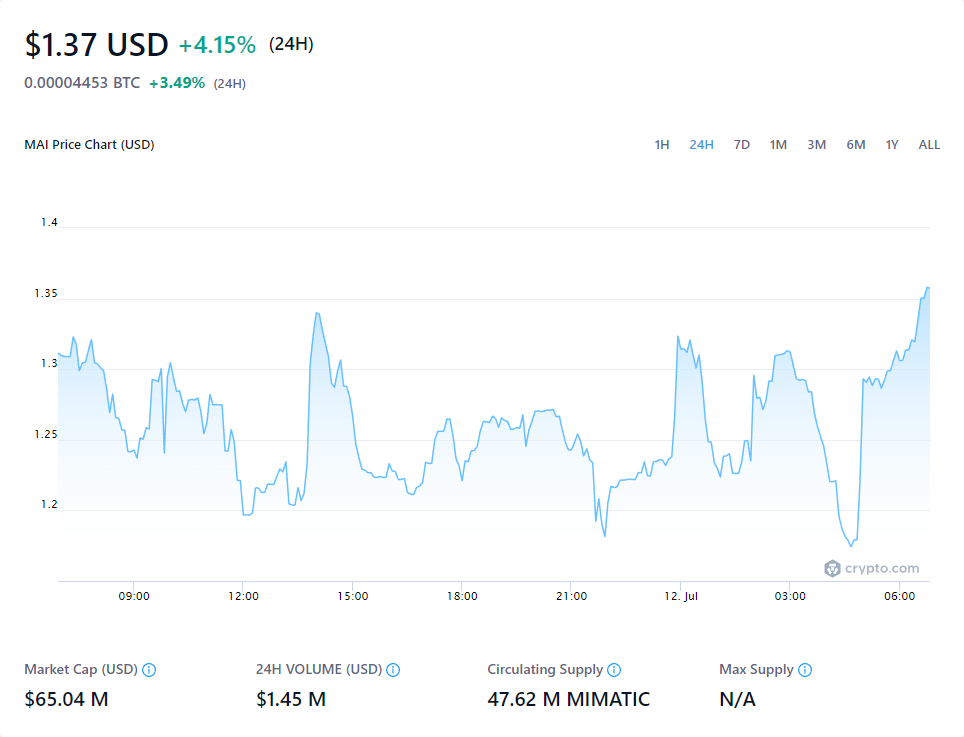 $1.37 USD +4.15% (24H)
0.00004453 BTC +3.49% (24H)
MAI Price Chart (USD)
1H 24H 7D 1M 3M 6M 1Y ALL
1.4
1.35
1.3
1.25
1.2
crypto.com
09:00 12:00 15:00 18:00 21:00 12. Jul 03:00 06:00
Market Cap (USD) 24H VOLUME (USD) Circulating Supply Max Supply
$65.04 M $1.45 M 47.62 M MIMATIC N/A